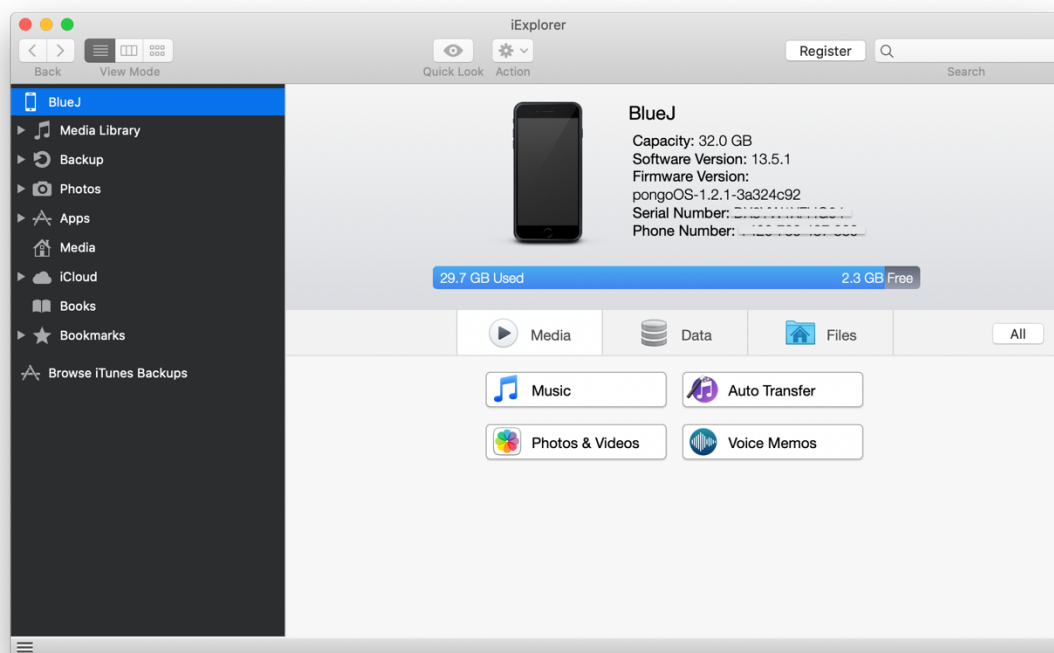 iExplorer
Register
Back
View Mode
Quick Look
Action
Search
BlueJ
Media Library
Backup
Photos
Apps
Media
iCloud
Books
Bookmarks
Browse iTunes Backups
BlueJ
Capacity: 32.0 GB
Software Version: 13.5.1
Firmware Version:
pongoOS-1.2.1-3a324c92
Serial Number:
Phone Number:
29.7 GB Used
2.3 GB Free
Media
Data
Files
All
Music
Auto Transfer
Photos & Videos
Voice Memos